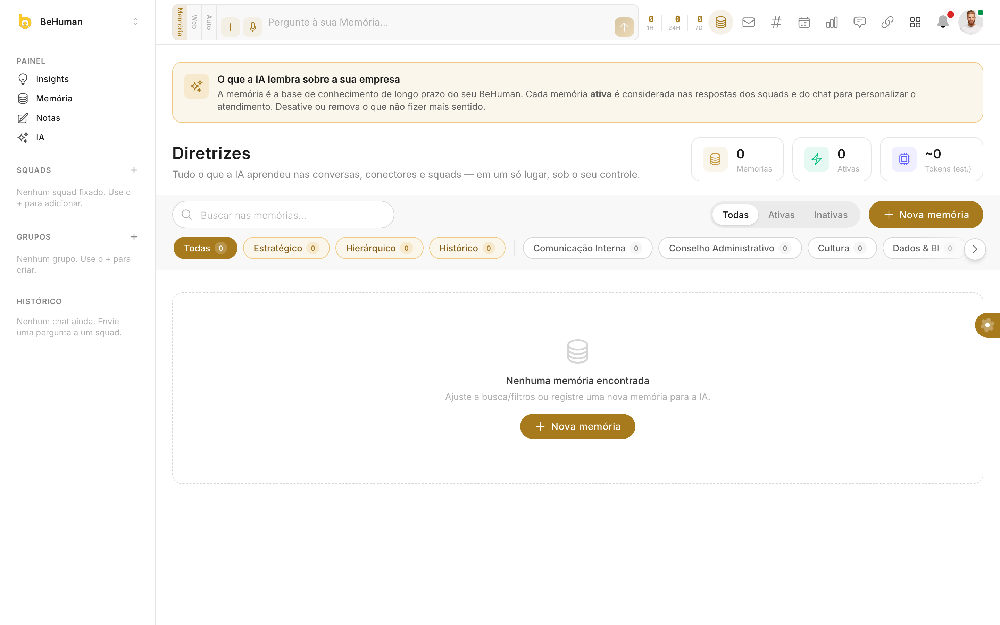 BeHuman
PAINEL
Insights
Memória
Notas
IA
SQUADS
Nenhum squad fixado. Use o
+ para adicionar.
GRUPOS
Nenhum grupo. Use o + para
criar.
HISTÓRICO
Nenhum chat ainda. Envie
uma pergunta a um squad.
Memória
Web
Auto
Pergunte à sua Memória...
0 1H
0 24H
0 7D
O que a IA lembra sobre a sua empresa
A memória é a base de conhecimento de longo prazo do seu BeHuman. Cada memória ativa é considerada nas respostas dos squads e do chat para personalizar o
atendimento. Desative ou remova o que não fizer mais sentido.
Diretrizes
Tudo o que a IA aprendeu nas conversas, conectores e squads — em um só lugar, sob o seu controle.
0
Memórias
0
Ativas
~0
Tokens (est.)
Buscar nas memórias...
Todas Ativas Inativas
+ Nova memória
Todas 0 Estratégico 0 Hierárquico 0 Histórico 0 Comunicação Interna 0 Conselho Administrativo 0 Cultura 0 Dados & BI 0
Nenhuma memória encontrada
Ajuste a busca/filtros ou registre uma nova memória para a IA.
+ Nova memória